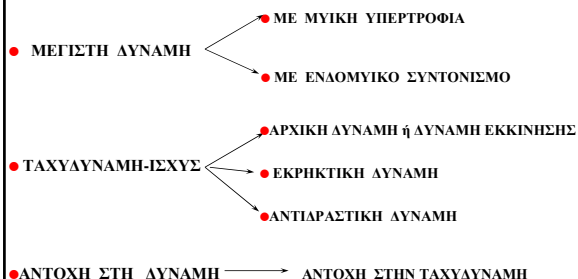 ΜΕ ΜΥΙΚΗ ΥΠΕΡΤΡΟΦΙΑ
ΜΕΓΙΣΤΗ ΔΥΝΑΜΗ
ΜΕ ΕΝΔΟΜΥΙΚΟ ΣΥΝΤΟΝΙΣΜΟ
ΑΡΧΙΚΗ ΔΥΝΑΜΗ ή ΔΥΝΑΜΗ ΕΚΚΙΝΗΣΗΣ
ΤΑΧΥΔΥΝΑΜΗ-ΙΣΧΥΣ
ΕΚΡΗΚΤΙΚΗ ΔΥΝΑΜΗ
ΑΝΤΙΔΡΑΣΤΙΚΗ ΔΥΝΑΜΗ
ΑΝΤΟΧΗ ΣΤΗ ΔΥΝΑΜΗ ΑΝΤΟΧΗ ΣΤΗΝ ΤΑΧΥΔΥΝΑΜΗ